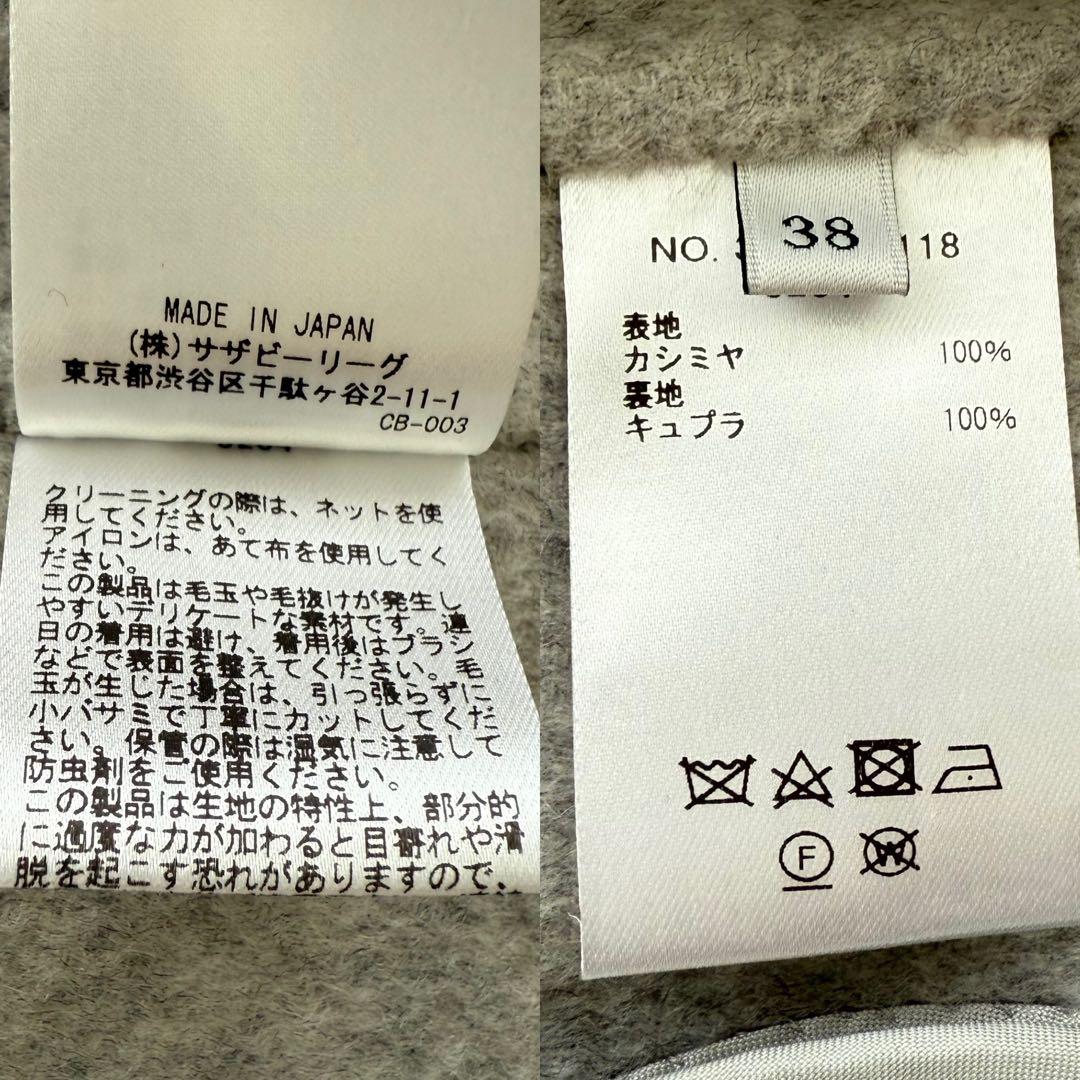 MADE IN JAPAN
(株)サザビーリーグ
東京都渋谷区千駄ヶ谷2-11-1
CB-003
クリーニングの際は、ネットを使
用してください。
アイロンは、あて布を使用してく
ださい。
この製品は毛玉や毛抜けが発生し
やすいデリケートな素材です。連
日の着用は避け、着用後はブラシ
などで表面を整えてください。毛
玉が生じた場合は、引っ張らずに
小バサミで丁寧にカットしてくだ
さい。保管の際は湿気に注意して
防虫剤をご使用ください。
この製品は生地の特性上、部分的
に過度な力が加わると目寄れや滑
脱を起こす恐れがありますので、
38
NO. 118
表地
カシミヤ 100%
裏地
キュプラ 100%
F
W